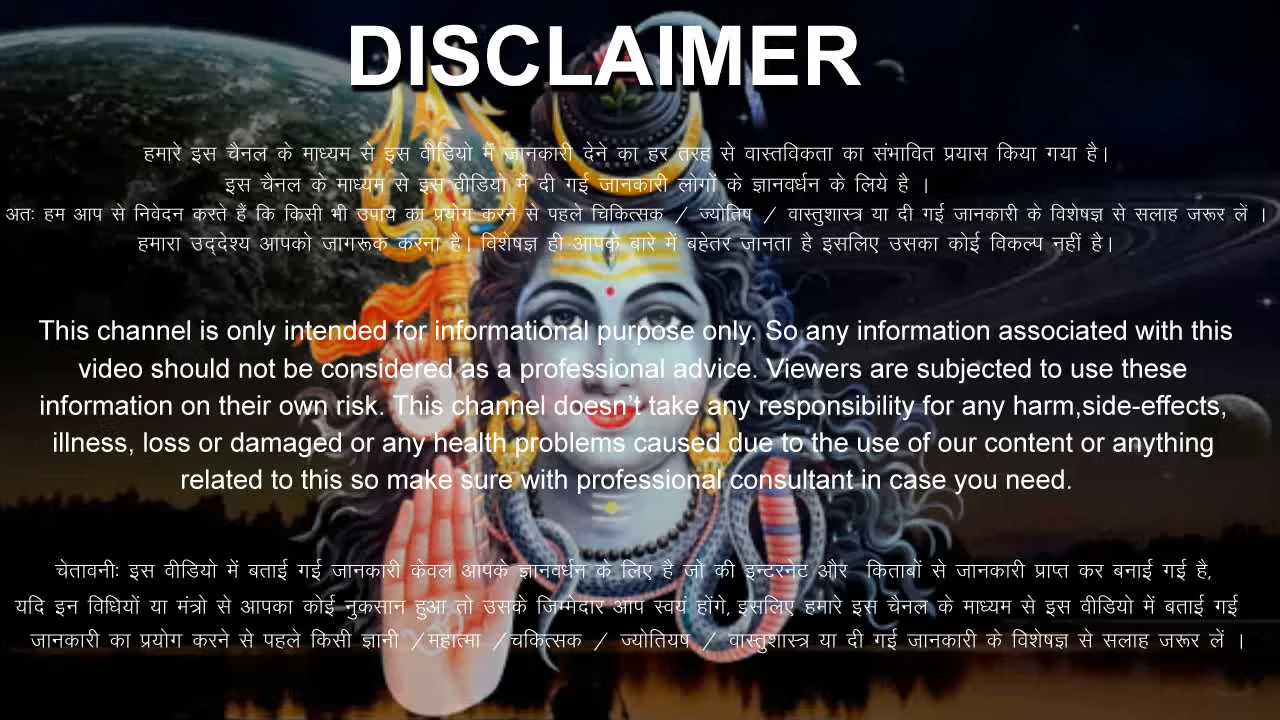 DISCLAIMER
हमारे इस चैनल के माध्यम से इस वीडियो में जानकारी देने का हर तरह से वास्तविकता का संभावित प्रयास किया गया है।
इस चैनल के माध्यम से इस वीडियो में दी गई जानकारी लोगों के ज्ञानवर्धन के लिये है ।
अतः हम आप से निवेदन करते हैं कि किसी भी उपाय का प्रयोग करने से पहले चिकित्सक / ज्योतिष / वास्तुशास्त्र या दी गई जानकारी के विशेषज्ञ से सलाह जरूर लें ।
हमारा उद्देश्य आपको जागरूक करना है। विशेषज्ञ ही आपके बारे में बहेतर जानता है इसलिए उसका कोई विकल्प नहीं है।
This channel is only intended for informational purpose only. So any information associated with this
video should not be considered as a professional advice. Viewers are subjected to use these
information on their own risk. This channel doesn't take any responsibility for any harm,side-effects,
illness, loss or damaged or any health problems caused due to the use of our content or anything
related to this so make sure with professional consultant in case you need.
चेतावनी: इस वीडियो में बताई गई जानकारी केवल आपके ज्ञानवर्धन के लिए है जो की इन्टरनेट और किताबों से जानकारी प्राप्त कर बनाई गई है,
यदि इन विधियों या मंत्रो से आपका कोई नुकसान हुआ तो उसके जिम्मेदार आप स्वयं होंगे, इसलिए हमारे इस चैनल के माध्यम से इस वीडियो में बताई गई
जानकारी का प्रयोग करने से पहले किसी ज्ञानी /महात्मा /चकित्सक / ज्योतियष / वास्तुशास्त्र या दी गई जानकारी के विशेषज्ञ से सलाह जरूर लें ।